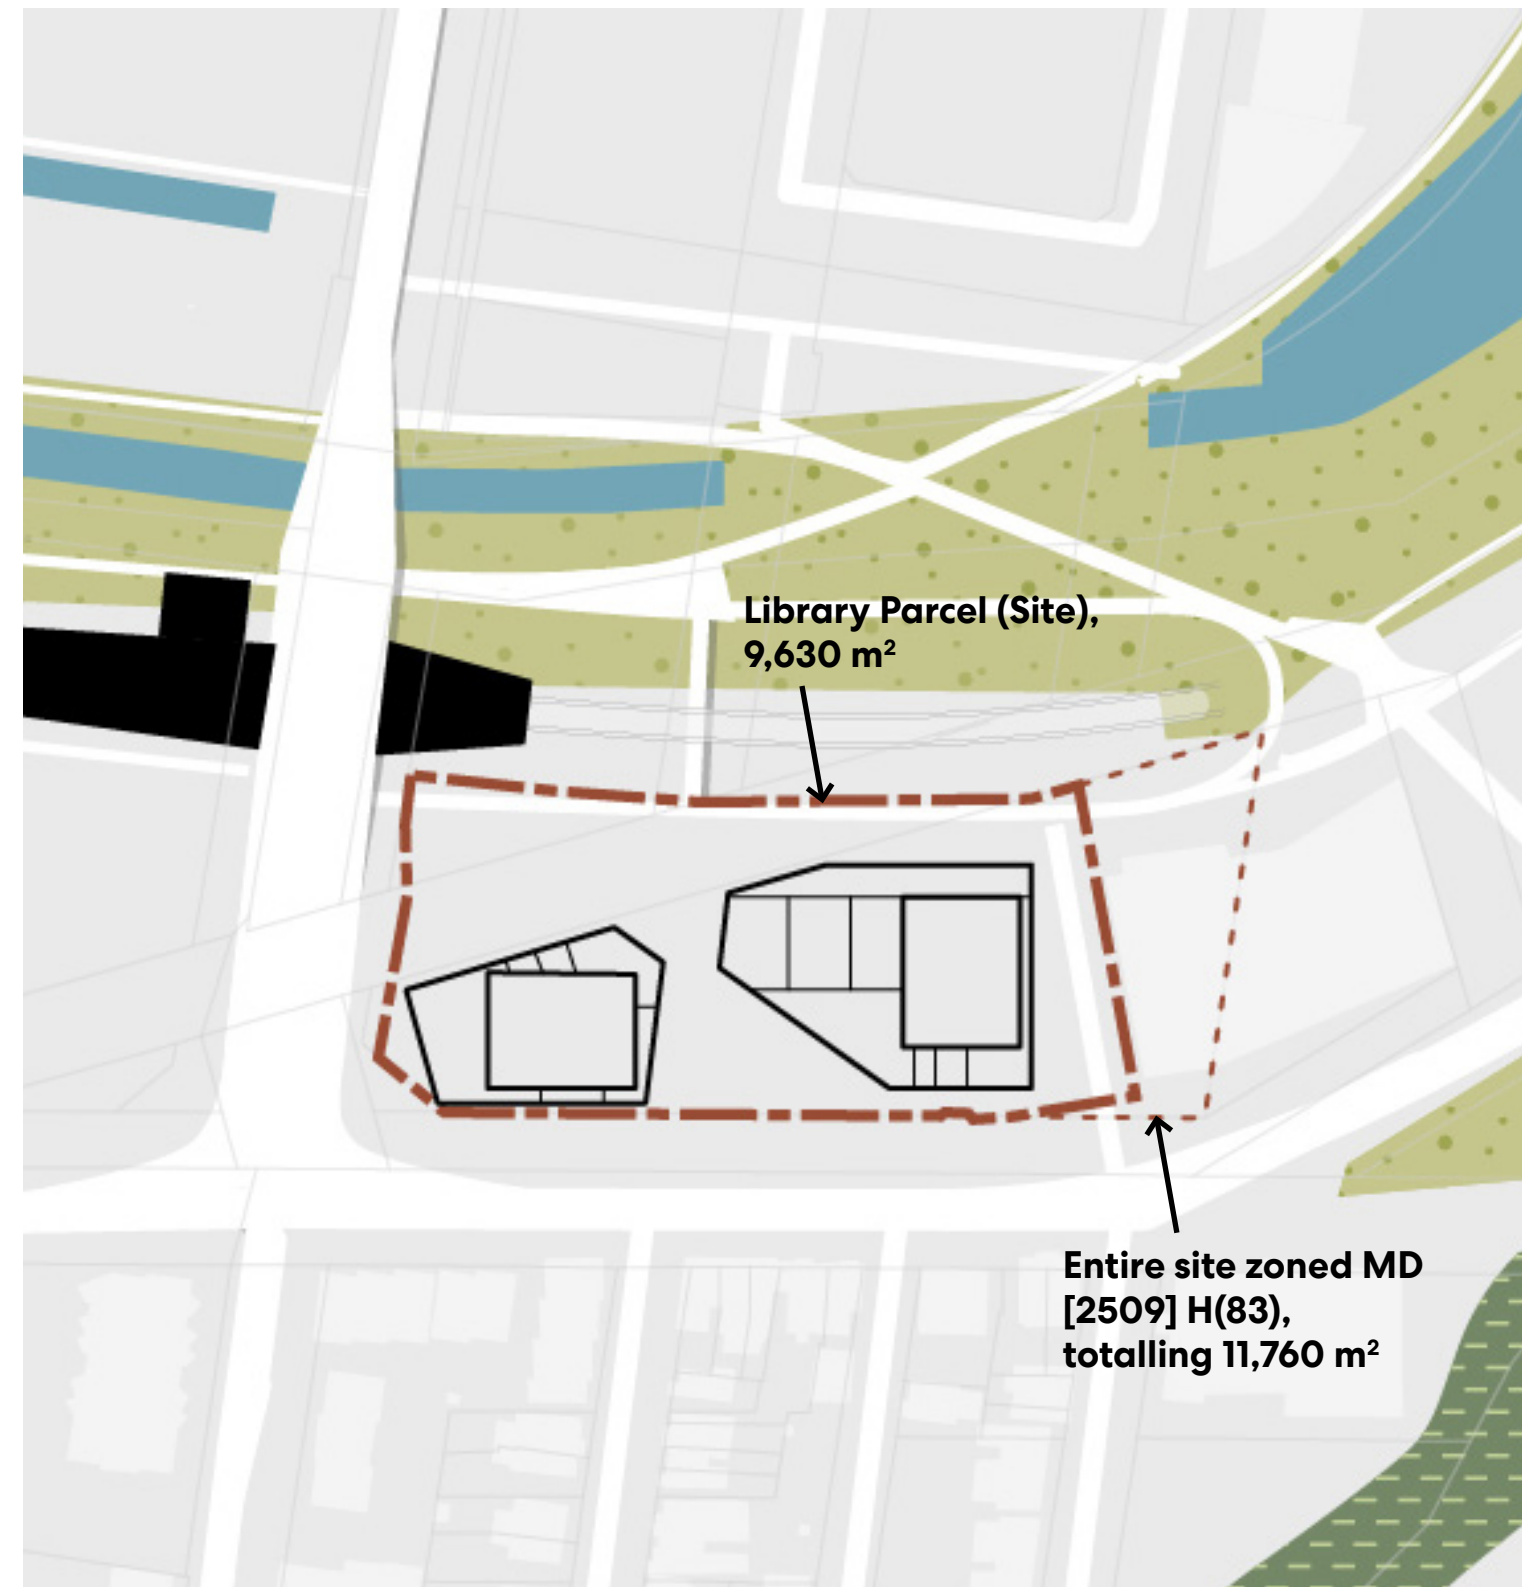 Library Parcel (Site),
9,630 m²
Entire site zoned MD
[2509] H(83),
totalling 11,760 m²